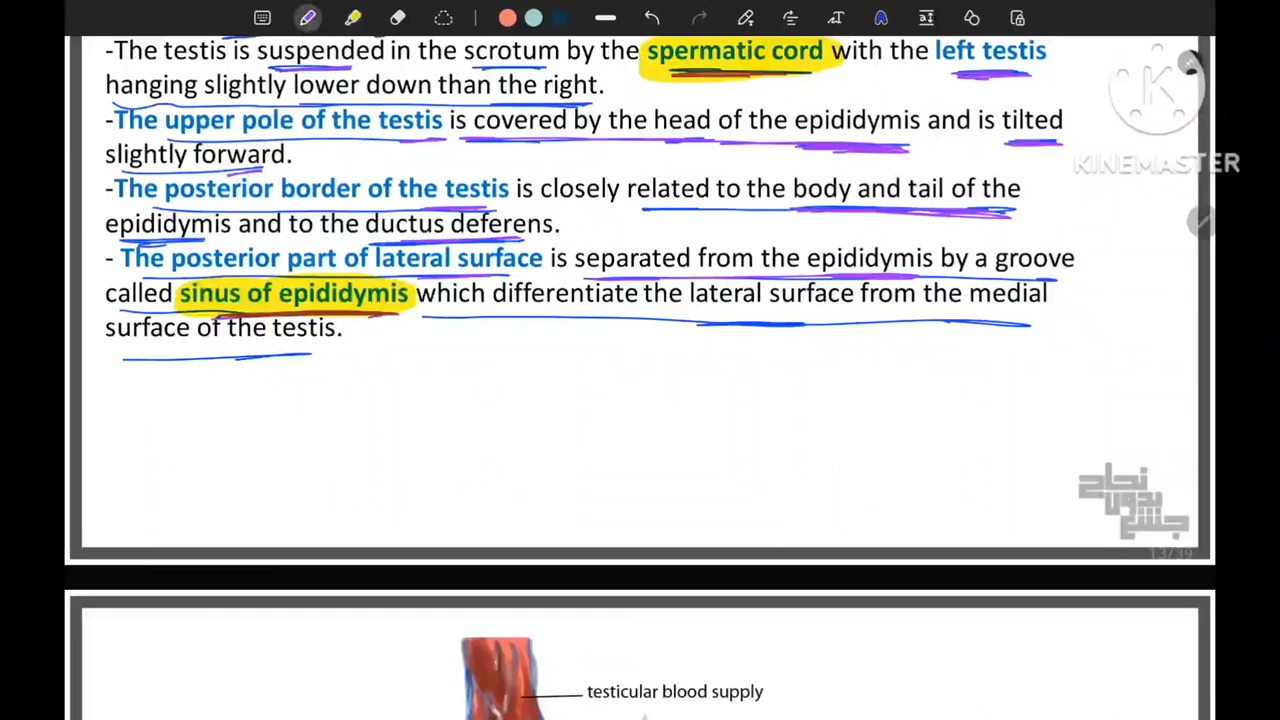 -The testis is suspended in the scrotum by the spermatic cord with the left testis
hanging slightly lower down than the right.
-The upper pole of the testis is covered by the head of the epididymis and is tilted
slightly forward.
-The posterior border of the testis is closely related to the body and tail of the
epididymis and to the ductus deferens.
- The posterior part of lateral surface is separated from the epididymis by a groove
called sinus of epididymis which differentiate the lateral surface from the medial
surface of the testis.
KINEMASTER
نجاح
بدون
جشع
13/39
testicular blood supply